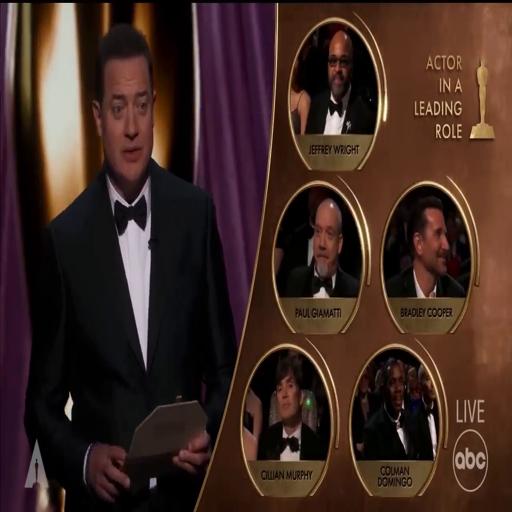 ACTOR
IN A
LEADING
ROLE
JEFFREY WRIGHT
PAUL GIAMATTI
BRADLEY COOPER
CILLIAN MURPHY
COLMAN
DOMINGO
LIVE
abc